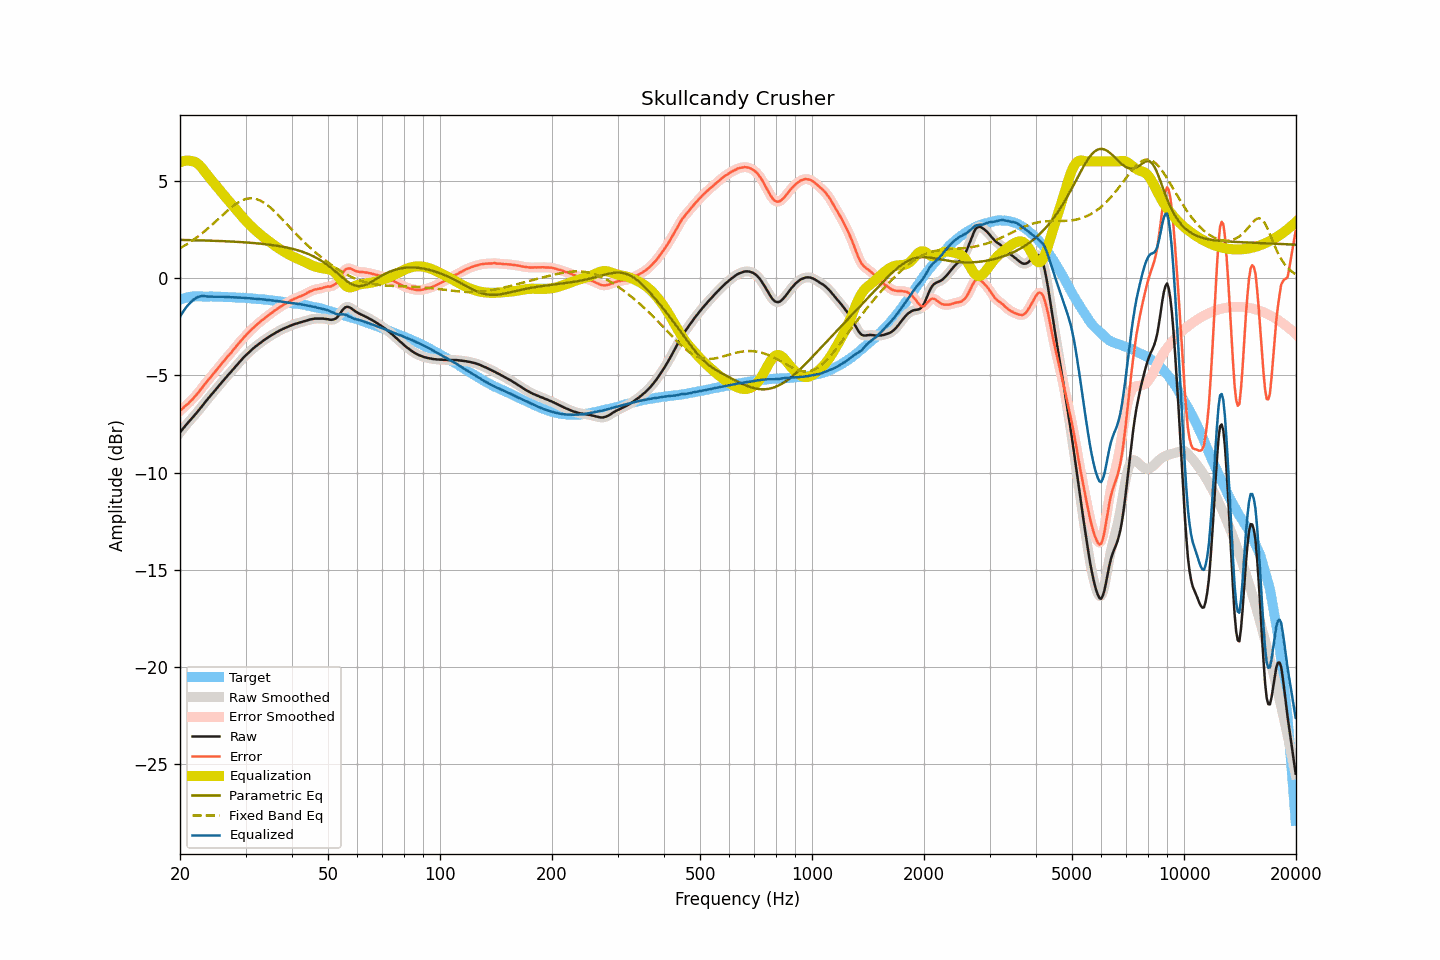 Skullcandy Crusher
Amplitude (dBr)
5
0
−5
−10
−15
−20
−25
Target
Raw Smoothed
Error Smoothed
Raw
Error
Equalization
Parametric Eq
Fixed Band Eq
Equalized
20 50 100 200 500 1000 2000 5000 10000 20000
Frequency (Hz)